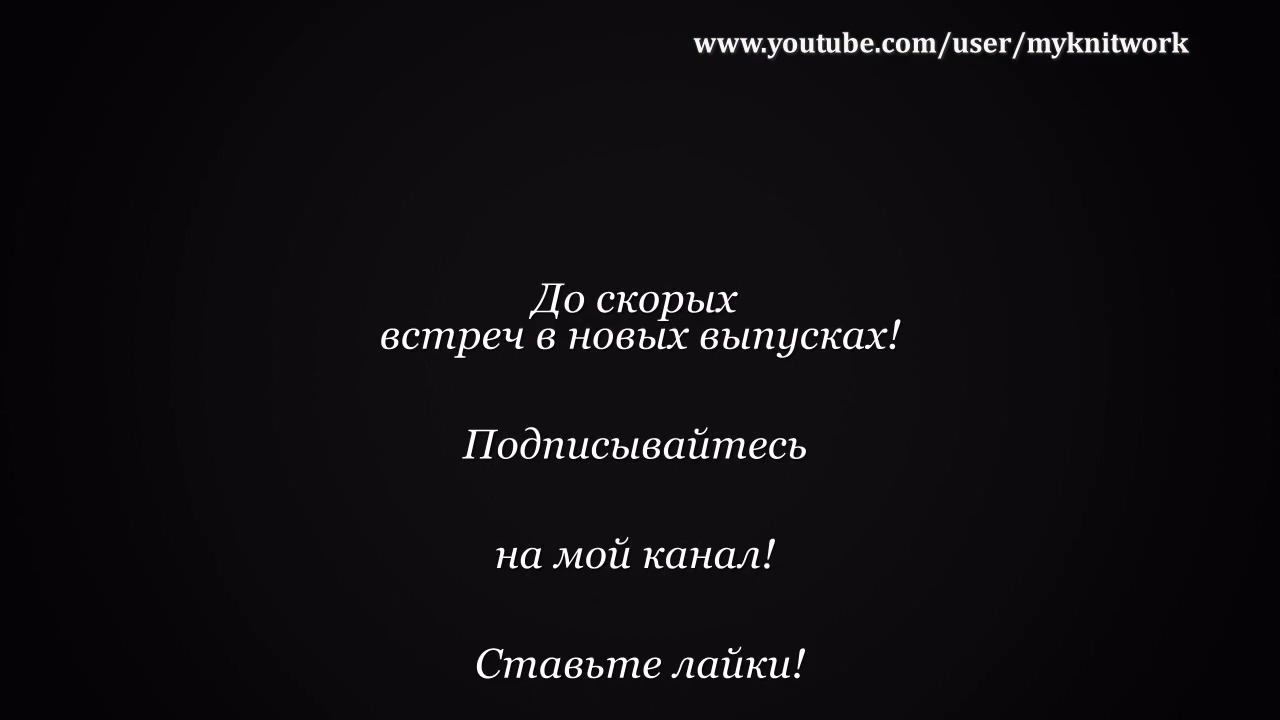 www.youtube.com/user/myknitwork
До скорых
встреч в новых выпусках!
Подписывайтесь
на мой канал!
Ставьте лайки!